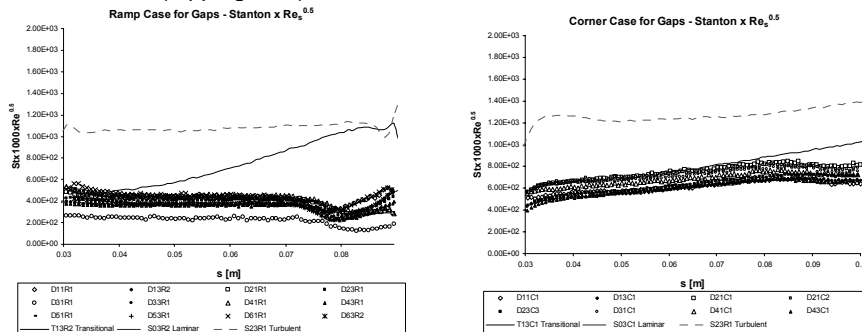 Ramp Case for Gaps - Stanton x Res^0.5
Stx1000xRe^0.5
2.00E+03
1.80E+03
1.60E+03
1.40E+03
1.20E+03
1.00E+03
8.00E+02
6.00E+02
4.00E+02
2.00E+02
0.00E+00
0.03 0.04 0.05 0.06 0.07 0.08
s [m]
D11R1 D13R2 D21R1 D23R1
D31R1 D33R1 D41R1 D43R1
D51R1 D53R1 D61R1 D63R2
T13R2 Transitional S03R2 Laminar S23R1 Turbulent
Corner Case for Gaps - Stanton x Res^0.5
Stx1000xRe^0.5
2.00E+03
1.80E+03
1.60E+03
1.40E+03
1.20E+03
1.00E+03
8.00E+02
6.00E+02
4.00E+02
2.00E+02
0.00E+00
0.03 0.04 0.05 0.06 0.07 0.08 0.09
s [m]
D11C1 D13C1 D21C1 D21C2
D23C3 D31C1 D41C1 D43C1
T13C1 Transitional S03C1 Laminar S23R1 Turbulent